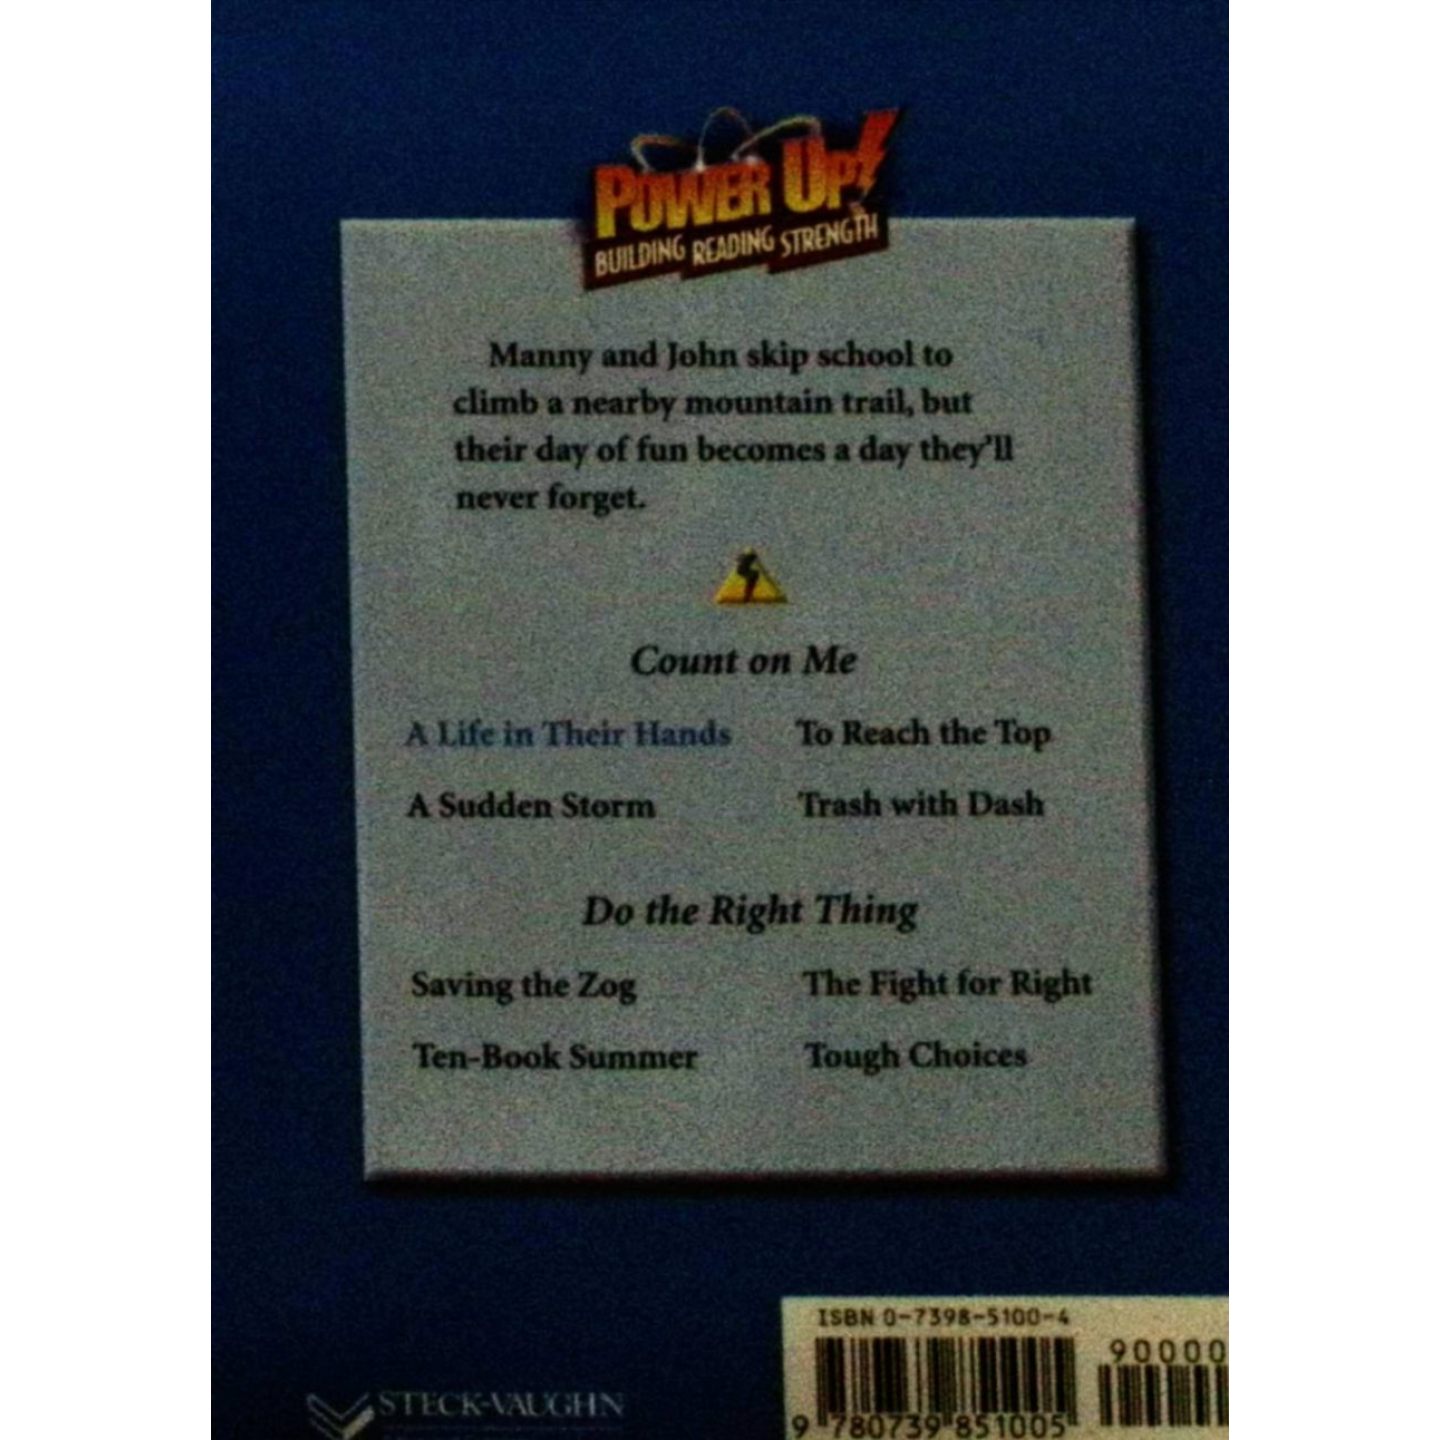 POWER UP!
BUILDING READING STRENGTH
Manny and John skip school to
climb a nearby mountain trail, but
their day of fun becomes a day they'll
never forget.
Count on Me
A Life in Their Hands To Reach the Top
A Sudden Storm Trash with Dash
Do the Right Thing
Saving the Zog The Fight for Right
Ten-Book Summer Tough Choices
ISBN 0-7398-5100-4
90000
9 780739 851005
STECK-VAUGHN